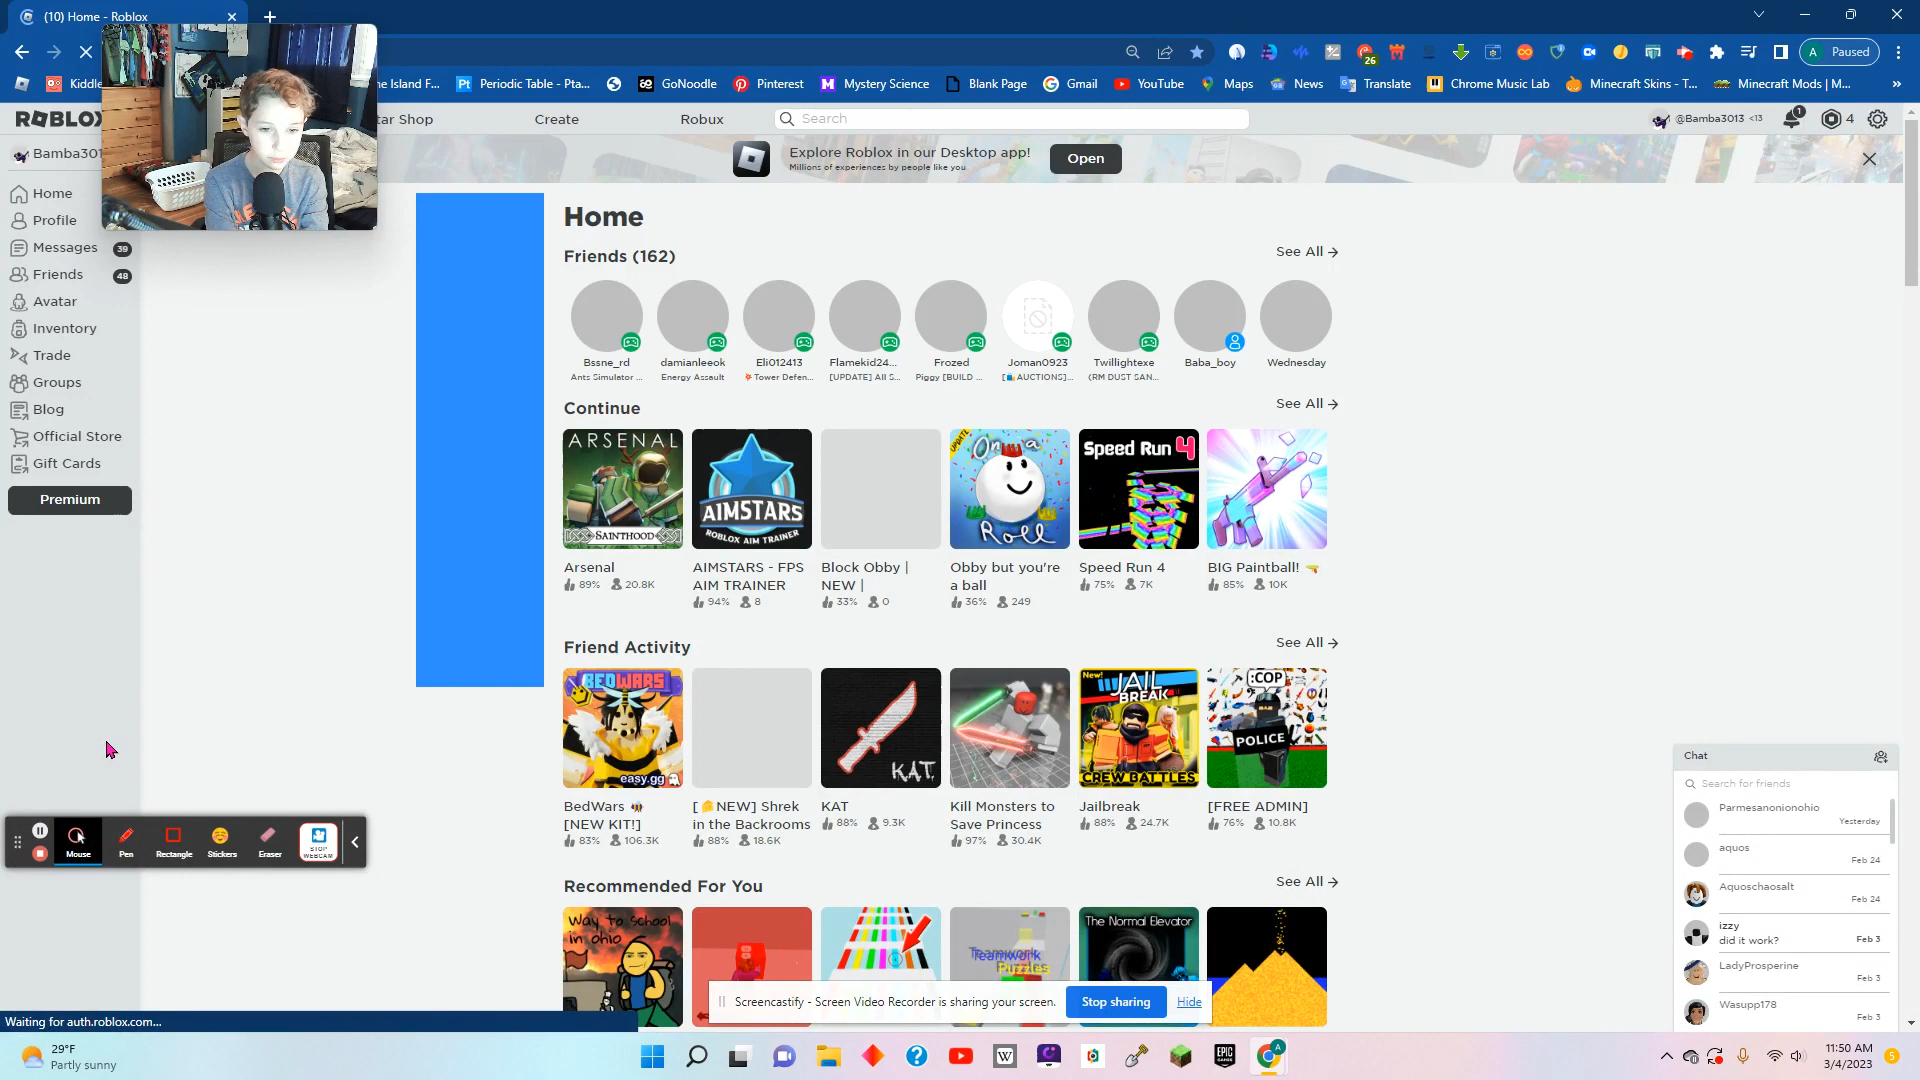 (10) Home - Roblox
Paused
26
Kiddle
he Island F...
Periodic Table - Pta...
GoNoodle
Pinterest
Mystery Science
Blank Page
Gmail
YouTube
Maps
News
Translate
Chrome Music Lab
Minecraft Skins - T...
Minecraft Mods | M...
ROBLOX
tar Shop
Create
Robux
Search
@Bamba3013 <13
1
4
Bamba301
Explore Roblox in our Desktop app!
Millions of experiences by people like you
Open
Home
Profile
Messages 39
Friends 48
Avatar
Inventory
Trade
Groups
Blog
Official Store
Gift Cards
Premium
Home
Friends (162)
See All →
Bssne_rd
Ants Simulator ...
damianleeok
Energy Assault
Eli012413
Tower Defen...
Flamekid24...
[UPDATE] All S...
Frozed
Piggy [BUILD ...
Joman0923
[🛍AUCTIONS]...
Twillightexe
(RM DUST SAN...
Baba_boy
Wednesday
Continue
See All →
ARSENAL
SAINTHOOD
AIMSTARS
ROBLOX AIM TRAINER
UPDATE
On a
Roll
Speed Run 4
Arsenal
89% 20.8K
AIMSTARS - FPS
AIM TRAINER
94% 8
Block Obby |
NEW |
33% 0
Obby but you're
a ball
36% 249
Speed Run 4
75% 7K
BIG Paintball! 🔫
85% 10K
Friend Activity
See All →
BEDWARS
easy.gg
KAT
New!
JAIL
BREAK
CREW BATTLES
:COP
POLICE
BedWars 🐝
[NEW KIT!]
83% 106.3K
[🧀NEW] Shrek
in the Backrooms
88% 18.6K
KAT
88% 9.3K
Kill Monsters to
Save Princess
97% 30.4K
Jailbreak
88% 24.7K
[FREE ADMIN]
76% 10.8K
Recommended For You
See All →
Way to school
in ohio
Teamwork
Puzzles
The Normal Elevator
Mouse
Pen
Rectangle
Stickers
Eraser
STOP
WEBCAM
Chat
Search for friends
Parmesanonionohio
Yesterday
aquos
Feb 24
Aquoschaosalt
Feb 24
izzy
did it work?
Feb 3
LadyProsperine
Feb 3
Wasupp178
Feb 3
Screencastify - Screen Video Recorder is sharing your screen.
Stop sharing
Hide
Waiting for auth.roblox.com...
29°F
Partly sunny
11:50 AM
3/4/2023
5